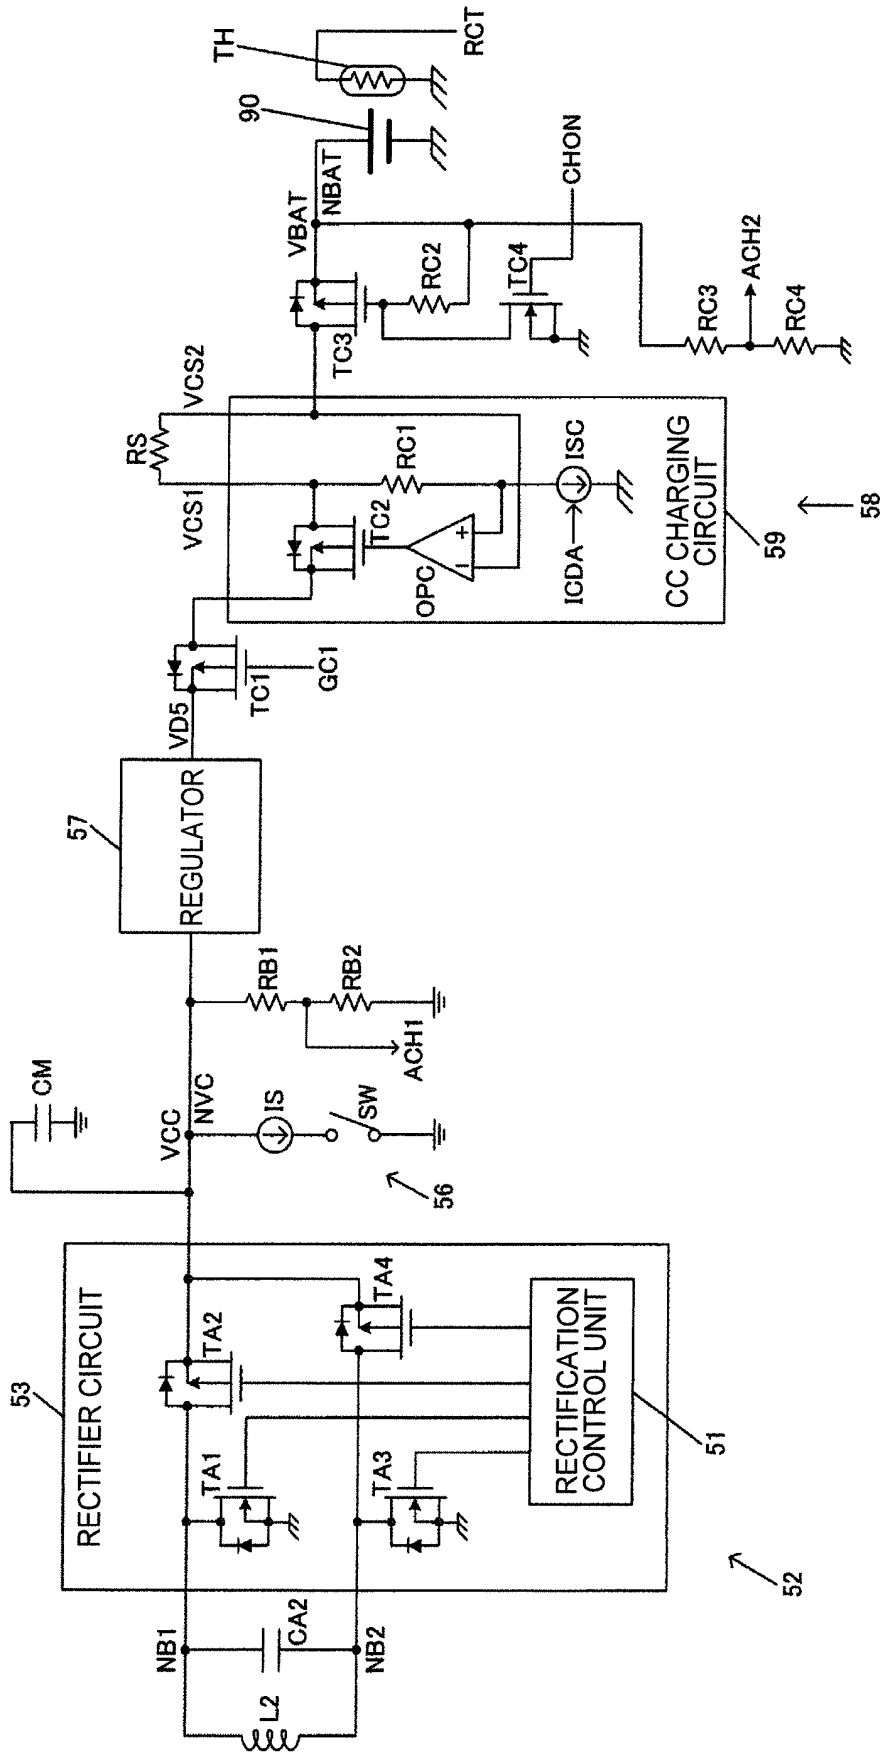 L2
NB1
CA2
NB2
52
53
RECTIFIER CIRCUIT
TA1
TA2
TA3
TA4
RECTIFICATION
CONTROL UNIT
51
CM
VCC
NVC
IS
SW
56
RB1
RB2
ACH1
57
REGULATOR
VD5
TC1
GC1
VCS1
RS
VCS2
TC2
RC1
OPC
ICDA
ISC
CC CHARGING
CIRCUIT
59
58
TC3
VBAT
NBAT
RC2
TC4
CHON
RC3
ACH2
RC4
90
TH
RCT